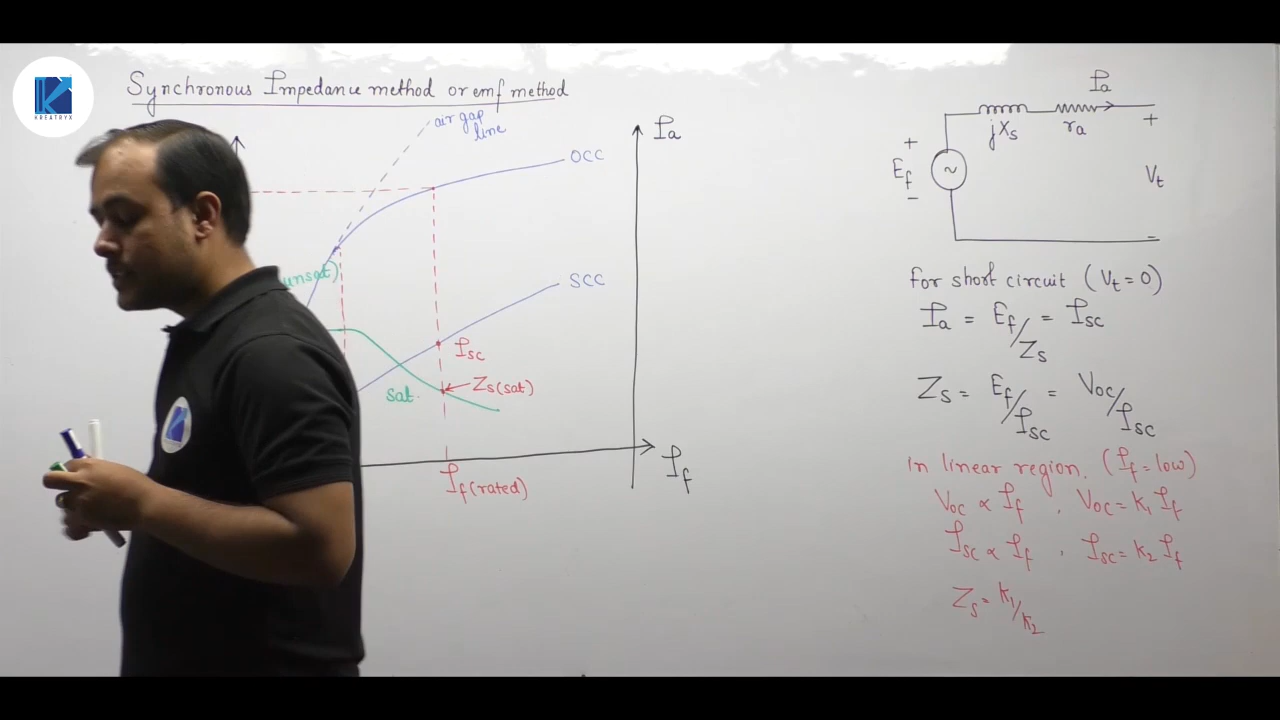 KREATRYX
Synchronous Impedance method or emf method
air gap
line
OCC
Ia
unsat)
SCC
Isc
Zs(sat)
sat.
If(rated)
If
Ia
jXs
ra
+
+
Ef
~
Vt
−
−
for short circuit (Vt=0)
Ia = Ef/Zs = Isc
Zs = Ef/Isc = Voc/Isc
in linear region. (If=low)
Voc ∝ If , Voc = K1 If
Isc ∝ If , Isc = K2 If
Zs = K1/K2